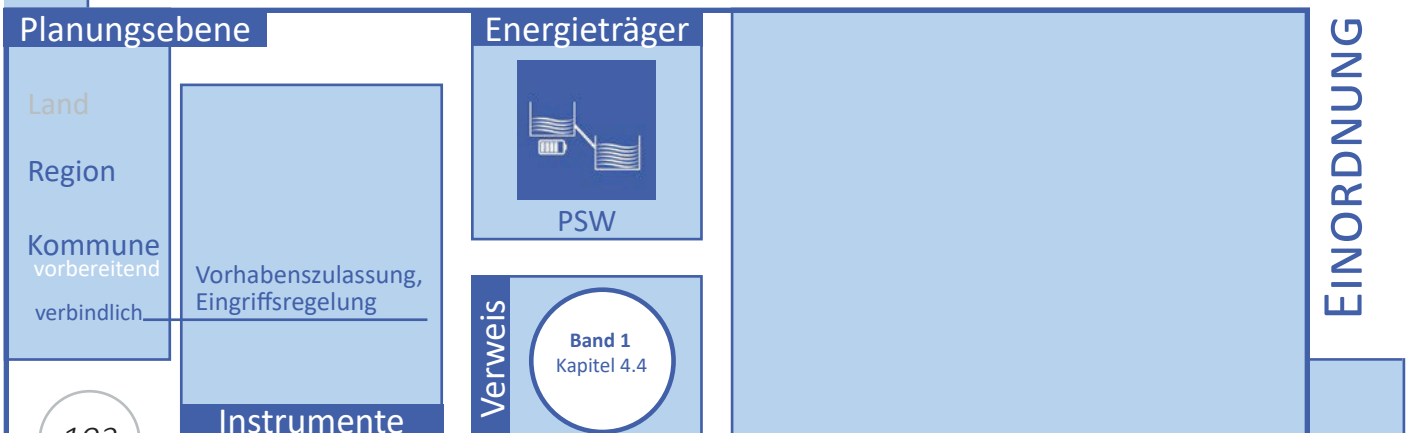 Planungsebene
Land
Region
Kommune
vorbereitend
verbindlich
Vorhabenszulassung,
Eingriffsregelung
Instrumente
Energieträger
PSW
Verweis
Band 1
Kapitel 4.4
EINORDNUNG